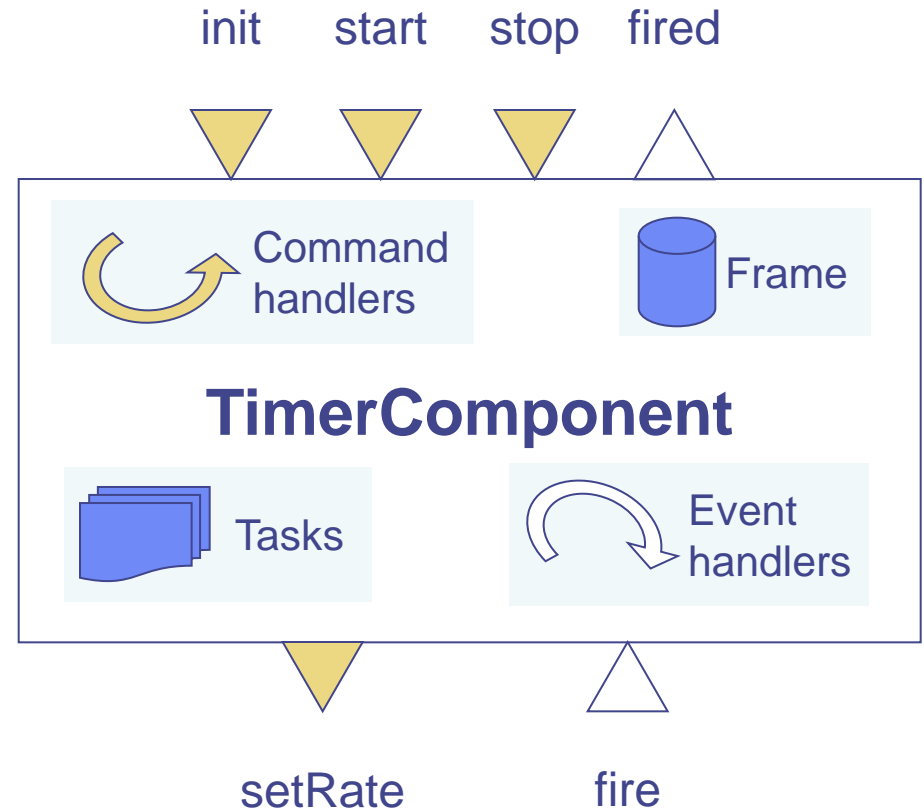 init start stop fired
Command
handlers
Frame
TimerComponent
Tasks
Event
handlers
setRate fire